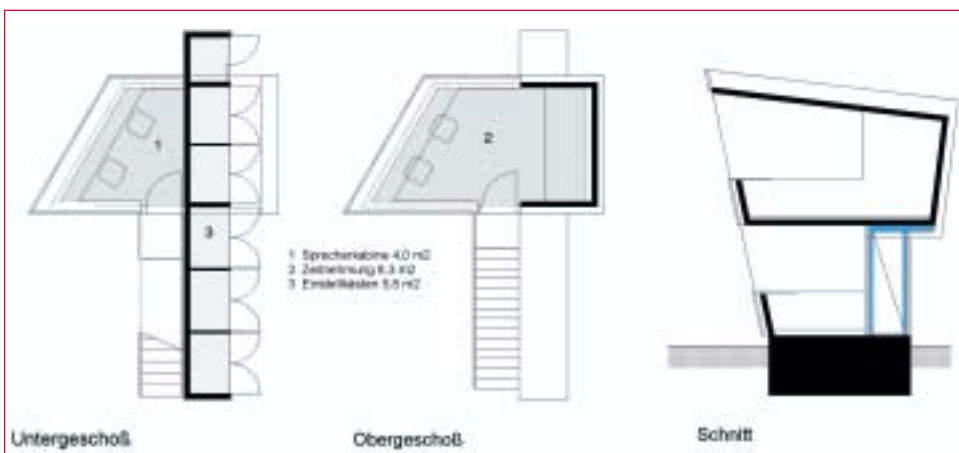 1
2
3
1 Sprecherkabine 4.0 m2
2 Zeitnehmung 8.3 m2
3 Einstellkästen 5.8 m2
Untergeschoß
Obergeschoß
Schnitt